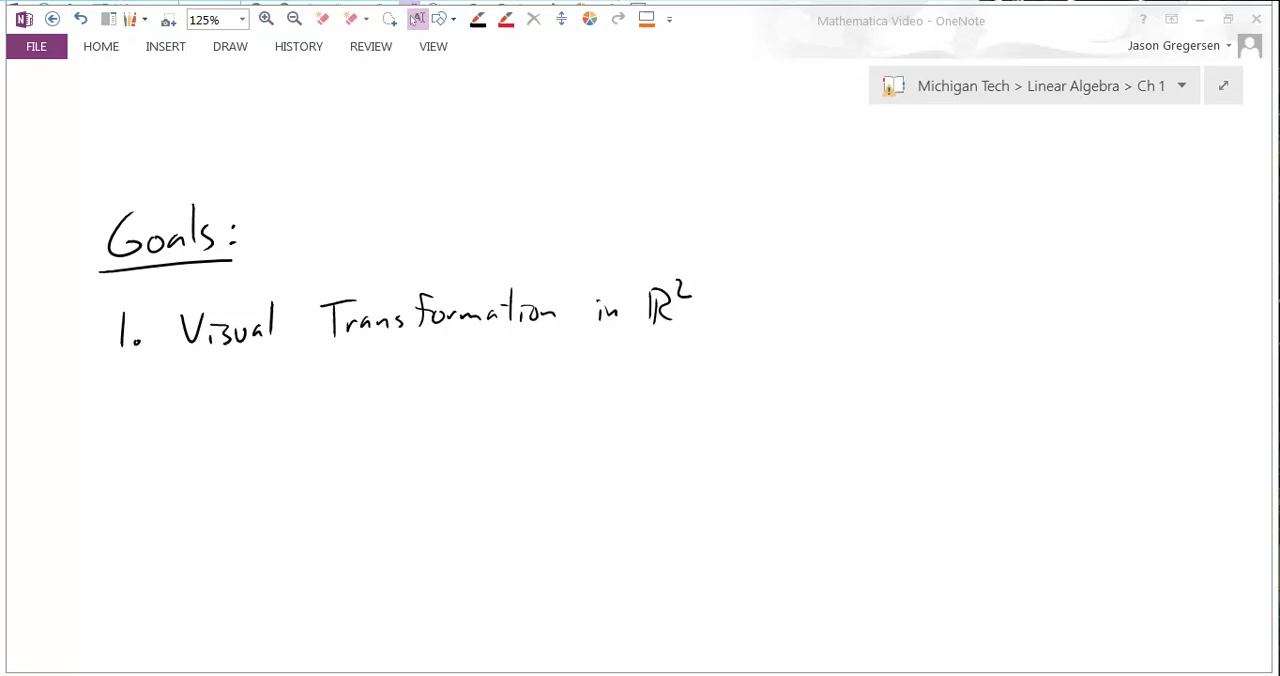 125%
Mathematica Video - OneNote
FILE HOME INSERT DRAW HISTORY REVIEW VIEW
Jason Gregersen
Michigan Tech > Linear Algebra > Ch 1
Goals:
1. Visual Transformation in ℝ²